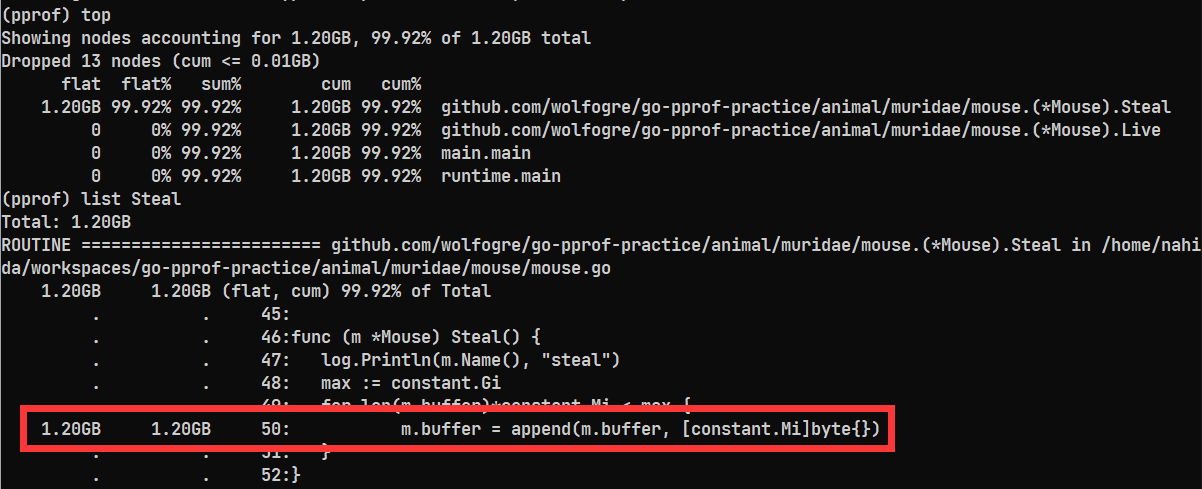 (pprof) top
Showing nodes accounting for 1.20GB, 99.92% of 1.20GB total
Dropped 13 nodes (cum <= 0.01GB)
flat flat% sum% cum cum%
1.20GB 99.92% 99.92% 1.20GB 99.92% github.com/wolfogre/go-pprof-practice/animal/muridae/mouse.(*Mouse).Steal
0 0% 99.92% 1.20GB 99.92% github.com/wolfogre/go-pprof-practice/animal/muridae/mouse.(*Mouse).Live
0 0% 99.92% 1.20GB 99.92% main.main
0 0% 99.92% 1.20GB 99.92% runtime.main
(pprof) list Steal
Total: 1.20GB
ROUTINE ======================== github.com/wolfogre/go-pprof-practice/animal/muridae/mouse.(*Mouse).Steal in /home/nahi
da/workspaces/go-pprof-practice/animal/muridae/mouse/mouse.go
1.20GB 1.20GB (flat, cum) 99.92% of Total
. . 45:
. . 46:func (m *Mouse) Steal() {
. . 47: log.Println(m.Name(), "steal")
. . 48: max := constant.Gi
. . 49: for len(m.buffer)*constant.Mi < max {
1.20GB 1.20GB 50: m.buffer = append(m.buffer, [constant.Mi]byte{})
. . 51: }
. . 52:}